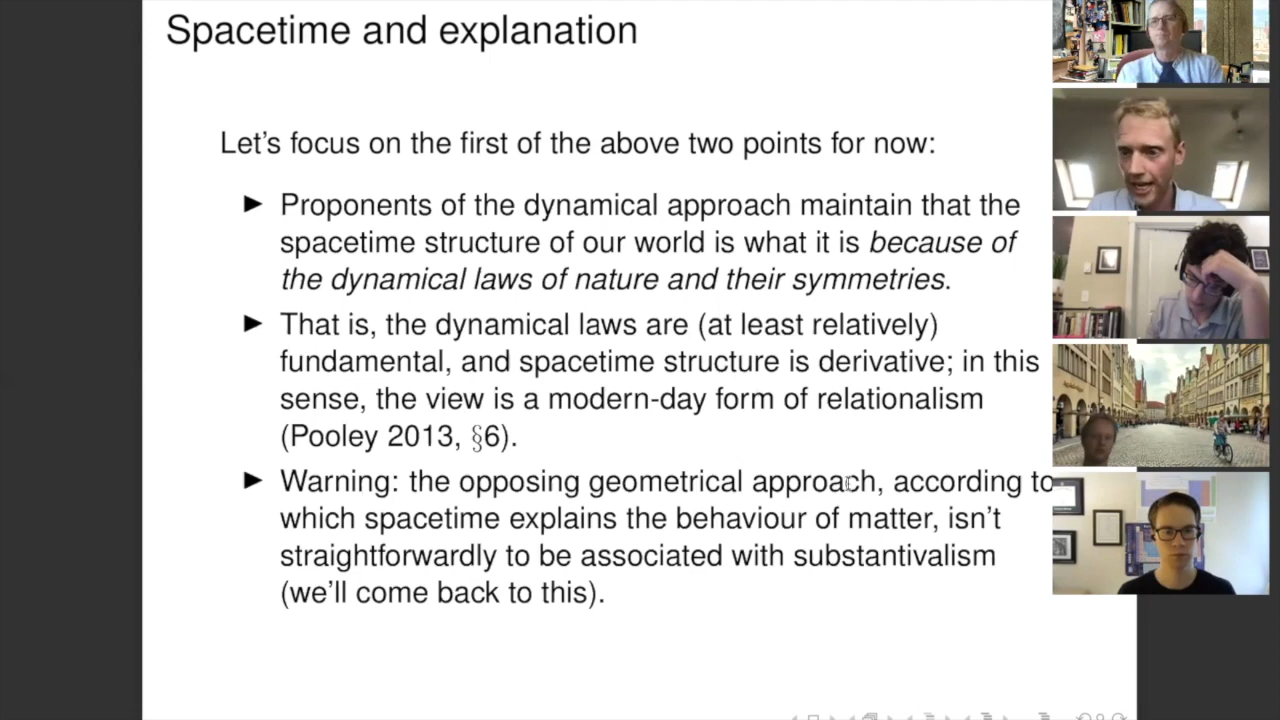 Spacetime and explanation
Let's focus on the first of the above two points for now:
► Proponents of the dynamical approach maintain that the
spacetime structure of our world is what it is because of
the dynamical laws of nature and their symmetries.
► That is, the dynamical laws are (at least relatively)
fundamental, and spacetime structure is derivative; in this
sense, the view is a modern-day form of relationalism
(Pooley 2013, §6).
► Warning: the opposing geometrical approach, according to
which spacetime explains the behaviour of matter, isn't
straightforwardly to be associated with substantivalism
(we'll come back to this).